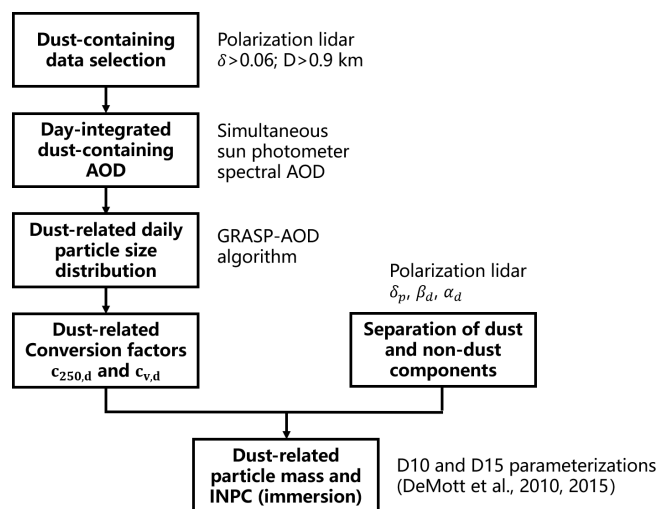 Dust-containing
data selection
Polarization lidar
δ>0.06; D>0.9 km
Day-integrated
dust-containing
AOD
Simultaneous
sun photometer
spectral AOD
Dust-related daily
particle size
distribution
GRASP-AOD
algorithm
Polarization lidar
δₚ, β_d, α_d
Dust-related
Conversion factors
c₂₅₀,d and cᵥ,d
Separation of dust
and non-dust
components
Dust-related
particle mass and
INPC (immersion)
D10 and D15 parameterizations
(DeMott et al., 2010, 2015)